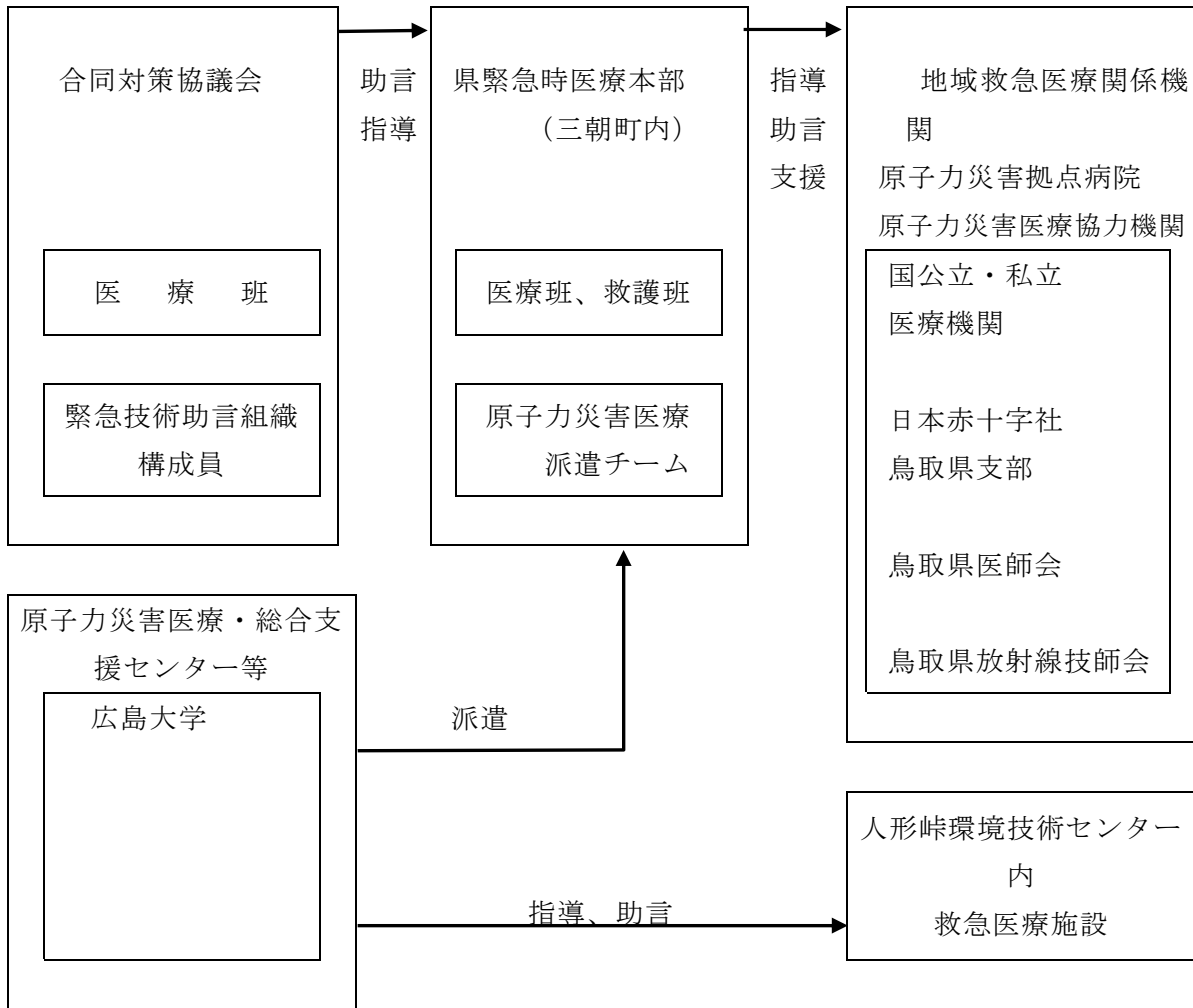 合同対策協議会
医　療　班
緊急技術助言組織
構成員
助言
指導
県緊急時医療本部
（三朝町内）
医療班、救護班
原子力災害医療
派遣チーム
指導
助言
支援
地域救急医療関係機
関
原子力災害拠点病院
原子力災害医療協力機関
国公立・私立
医療機関
日本赤十字社
鳥取県支部
鳥取県医師会
鳥取県放射線技師会
原子力災害医療・総合支
援センター等
広島大学
派遣
指導、助言
人形峠環境技術センター
内
救急医療施設